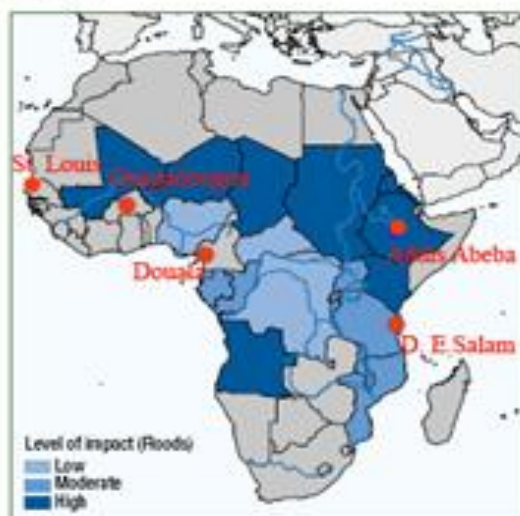 St. Louis
Ouagadougou
Addis Abeba
Douala
D. E.Salam
Level of impact (Floods)
Low
Moderate
High